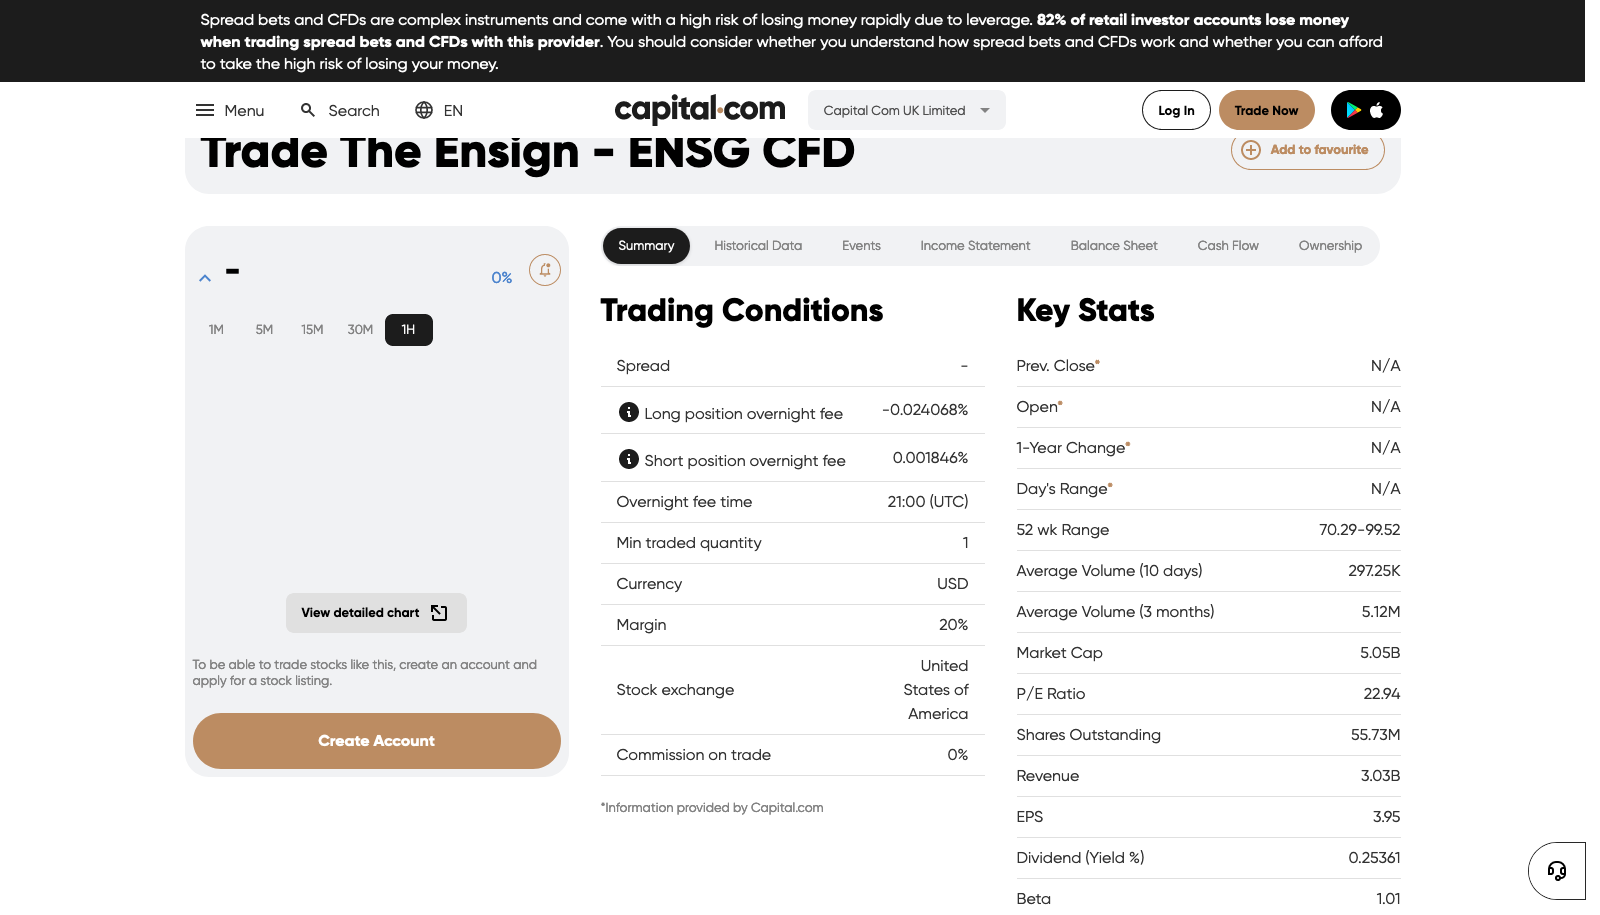 Spread bets and CFDs are complex instruments and come with a high risk of losing money rapidly due to leverage. 82% of retail investor accounts lose money
when trading spread bets and CFDs with this provider. You should consider whether you understand how spread bets and CFDs work and whether you can afford
to take the high risk of losing your money.
Menu
Search
EN
capital.com
Capital Com UK Limited
Log In
Trade Now
Trade The Ensign - ENSG CFD
Add to favourite
-
0%
1M
5M
15M
30M
1H
View detailed chart
To be able to trade stocks like this, create an account and
apply for a stock listing.
Create Account
Summary
Historical Data
Events
Income Statement
Balance Sheet
Cash Flow
Ownership
Trading Conditions
Spread -
Long position overnight fee -0.024068%
Short position overnight fee 0.001846%
Overnight fee time 21:00 (UTC)
Min traded quantity 1
Currency USD
Margin 20%
Stock exchange United
States of
America
Commission on trade 0%
*Information provided by Capital.com
Key Stats
Prev. Close* N/A
Open* N/A
1-Year Change* N/A
Day's Range* N/A
52 wk Range 70.29-99.52
Average Volume (10 days) 297.25K
Average Volume (3 months) 5.12M
Market Cap 5.05B
P/E Ratio 22.94
Shares Outstanding 55.73M
Revenue 3.03B
EPS 3.95
Dividend (Yield %) 0.25361
Beta 1.01